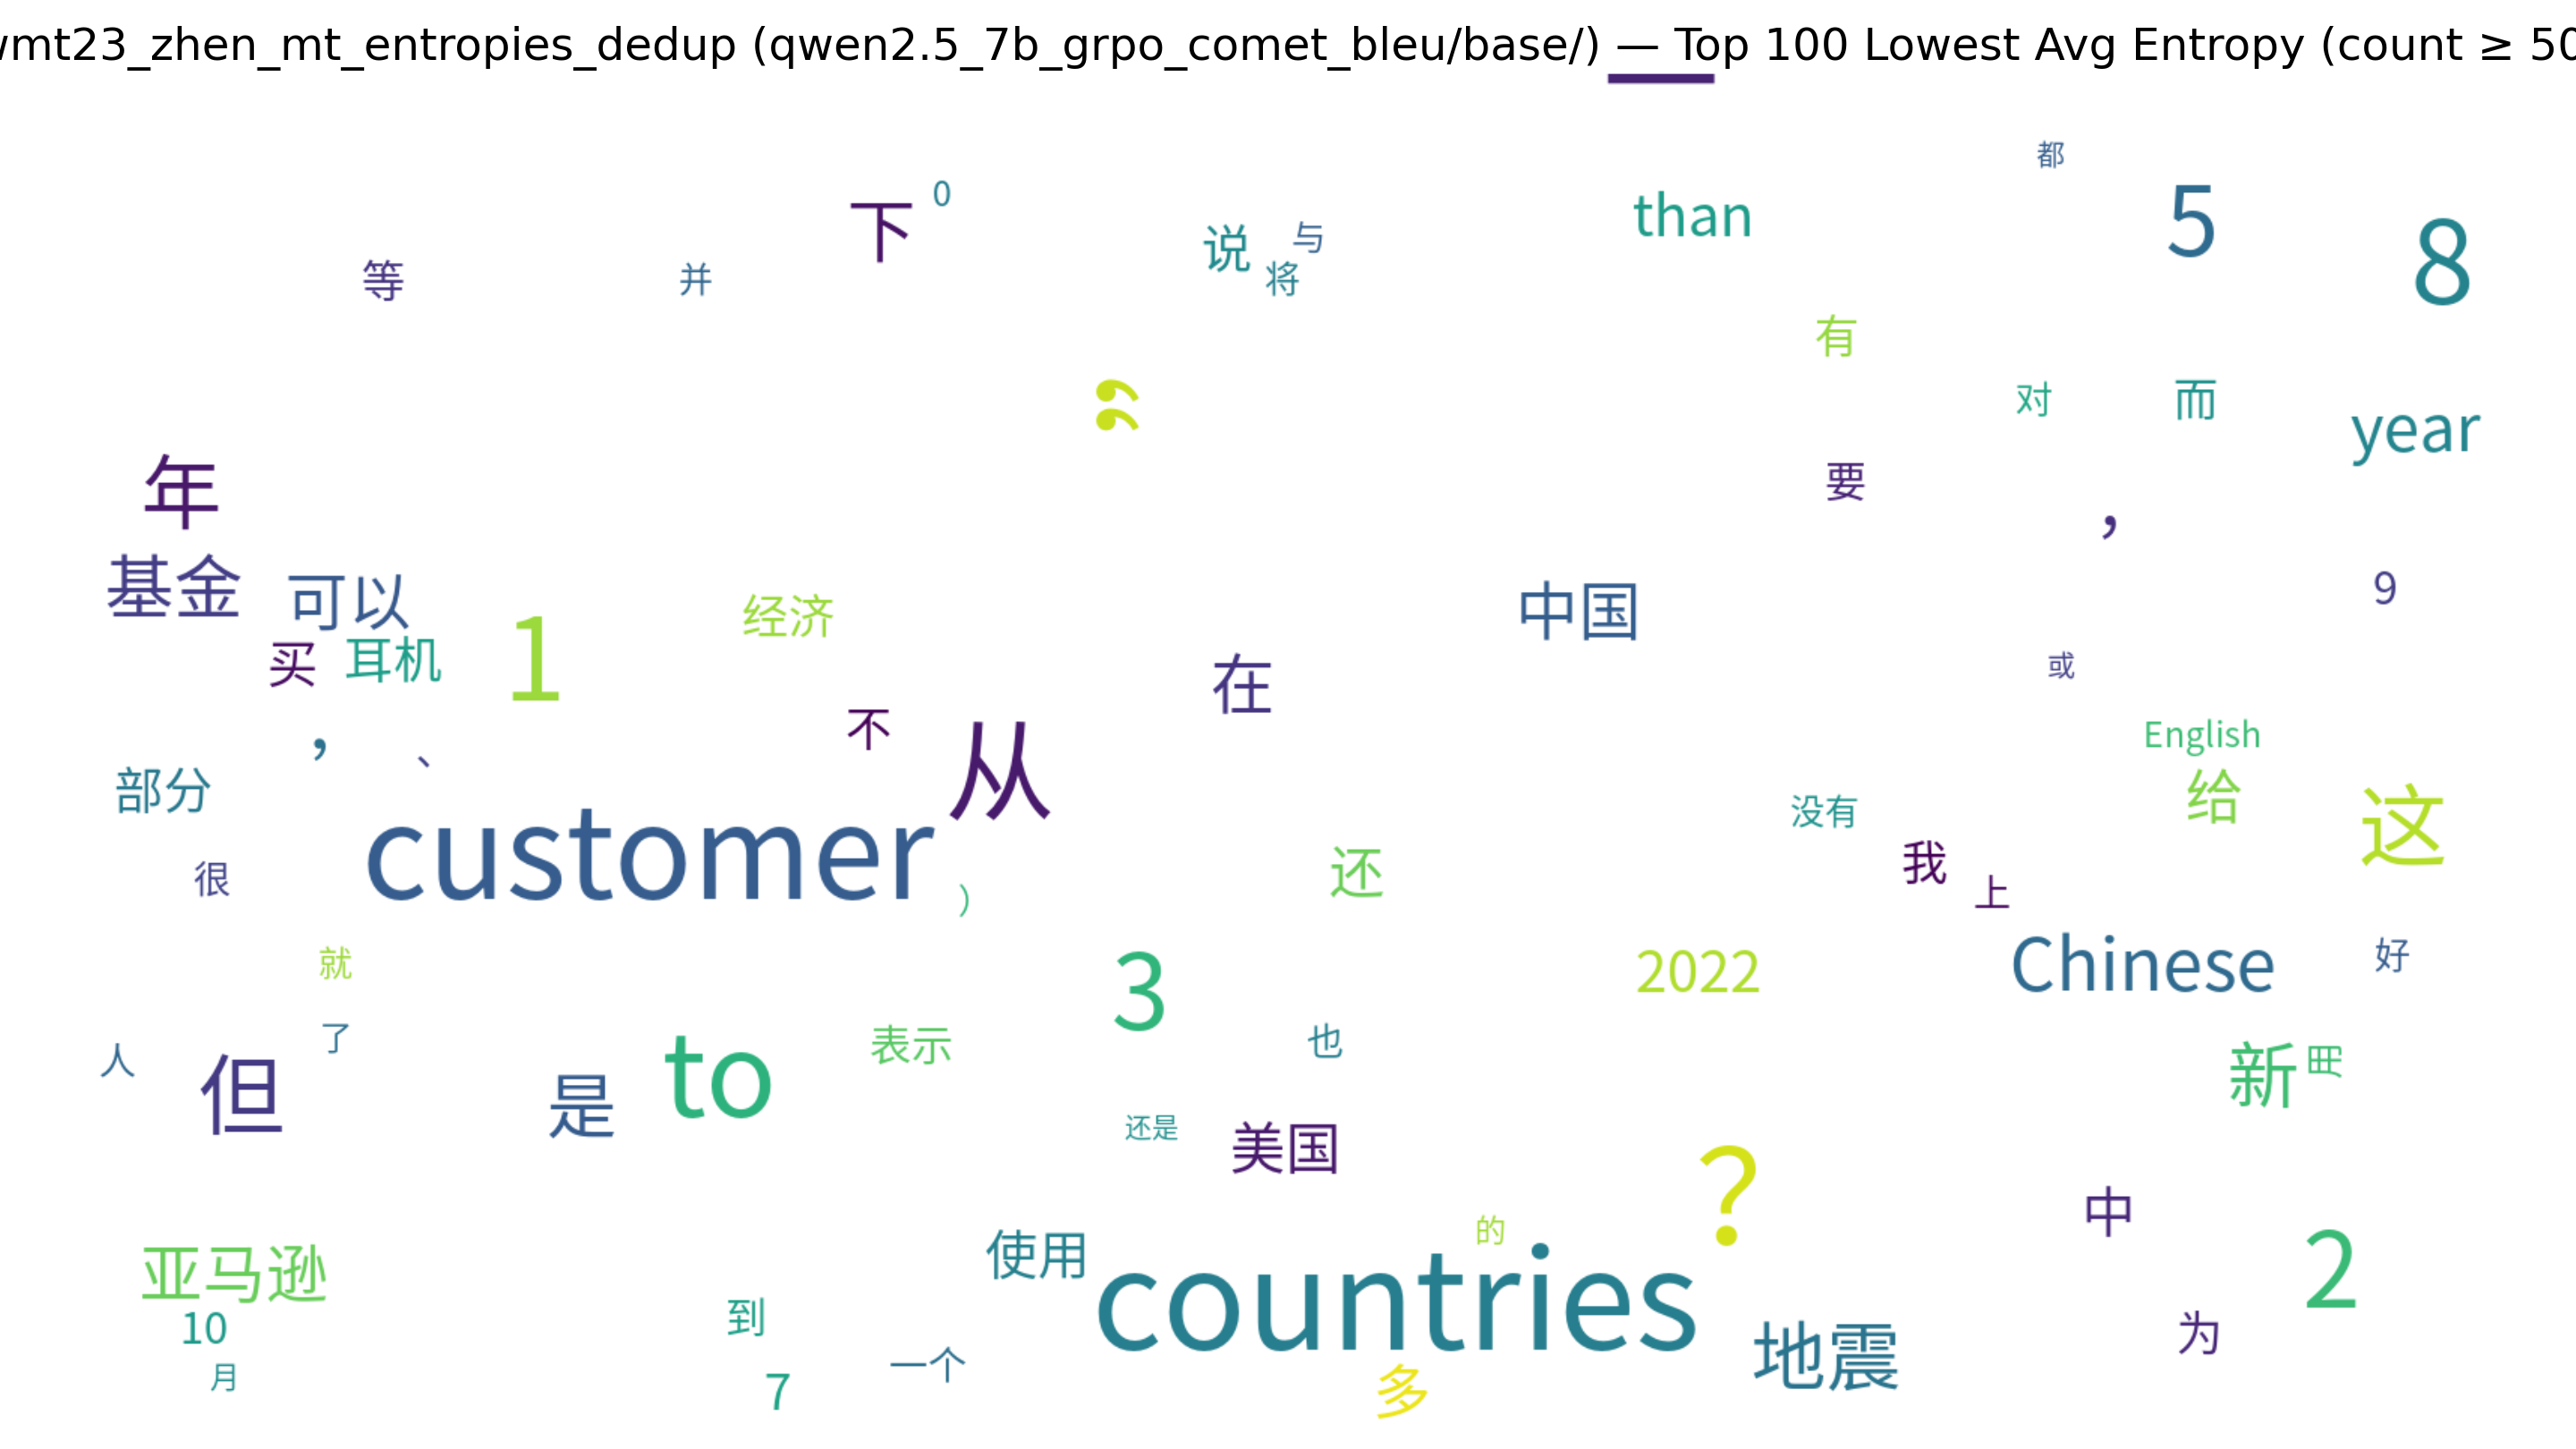 wmt23_zhen_mt_entropies_dedup (qwen2.5_7b_grpo_comet_bleu/base/) — Top 100 Lowest Avg Entropy (count ≥ 50
—
都
下
0
than
5
8
说
与
等
并
将
有
”
对
而
year
年
要
，
基金
可以
1
经济
中国
9
买
耳机
在
或
，
、
不
从
English
部分
没有
给
这
customer
很
）
还
我
上
就
3
2022
Chinese
好
人
了
但
是
to
表示
也
新
用
还是
美国
？
中
亚马逊
使用
的
countries
2
10
到
地震
为
月
7
一个
多